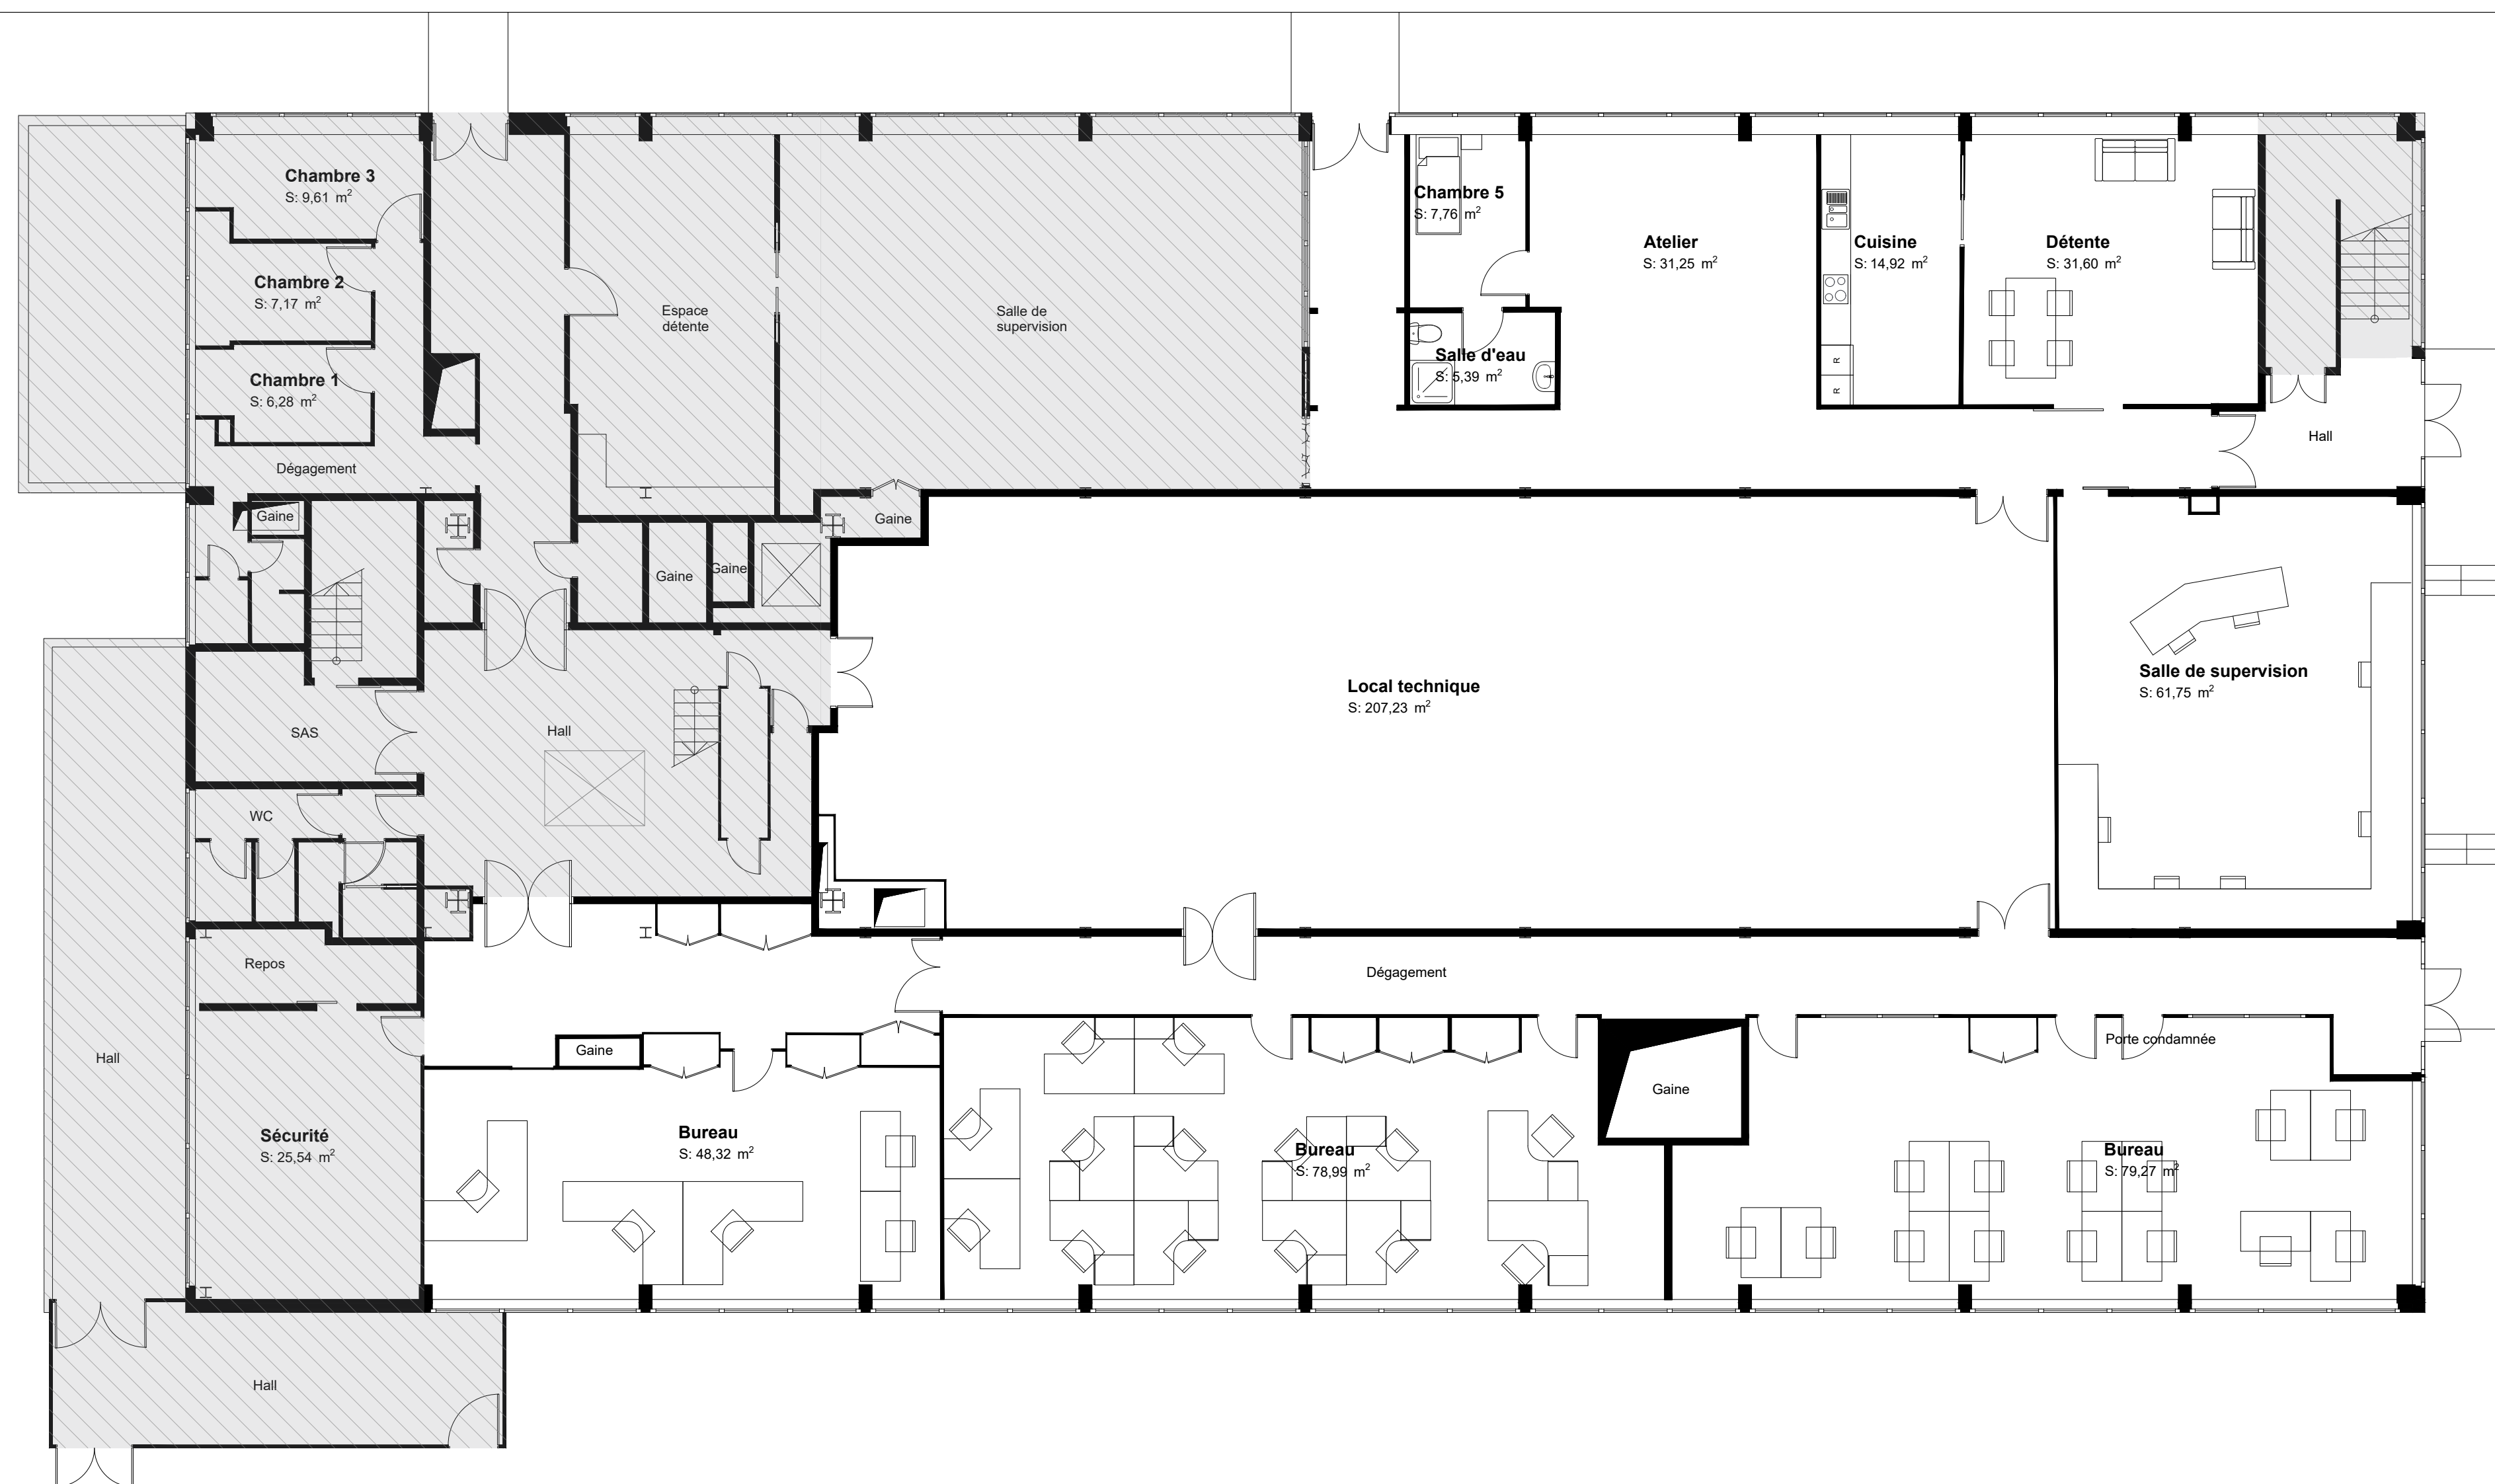 Chambre 3
S: 9,61 m²
Chambre 2
S: 7,17 m²
Chambre 1
S: 6,28 m²
Dégagement
Espace
détente
Salle de
supervision
Chambre 5
S: 7,76 m²
Salle d'eau
S: 5,39 m²
Atelier
S: 31,25 m²
Cuisine
S: 14,92 m²
R
R
Détente
S: 31,60 m²
Hall
Gaine
Gaine
Gaine
Gaine
SAS
Hall
Local technique
S: 207,23 m²
Salle de supervision
S: 61,75 m²
WC
Repos
Dégagement
Hall
Gaine
Porte condamnée
Gaine
Sécurité
S: 25,54 m²
Bureau
S: 48,32 m²
Bureau
S: 78,99 m²
Bureau
S: 79,27 m²
Hall